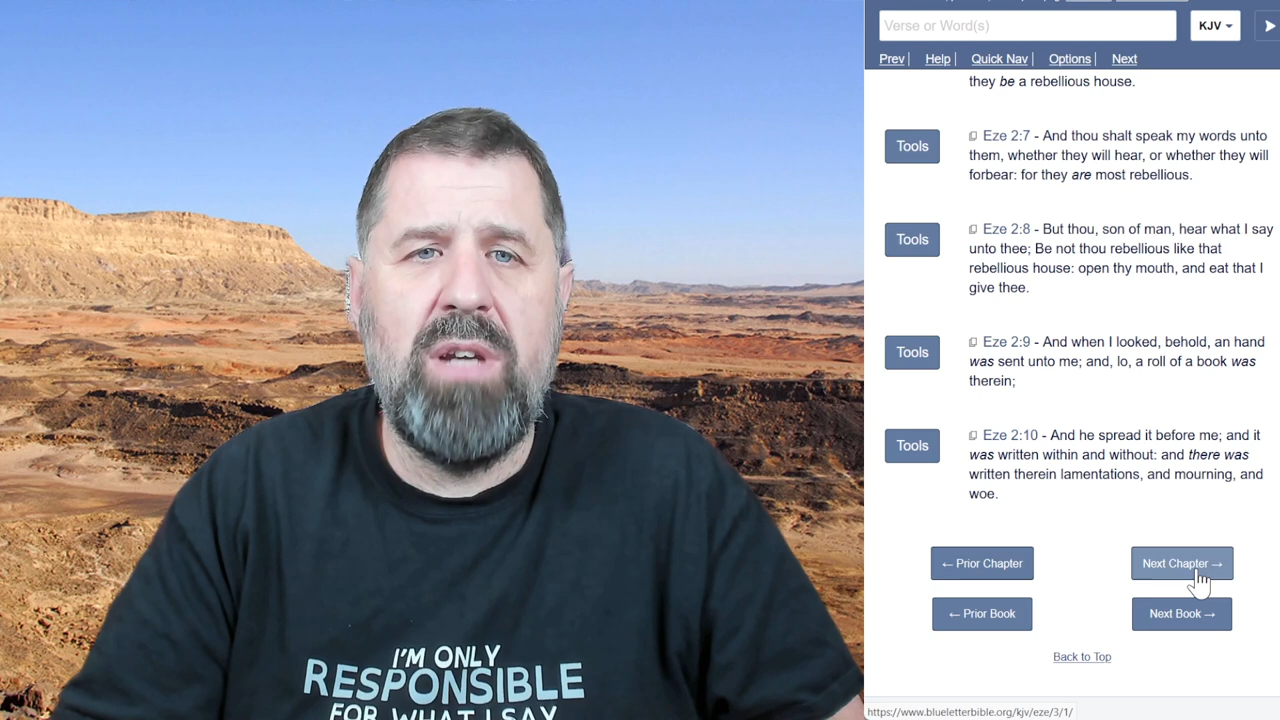 Verse or Word(s)
KJV
Prev
Help
Quick Nav
Options
Next
they be a rebellious house.
Tools
Eze 2:7 - And thou shalt speak my words unto
them, whether they will hear, or whether they will
forbear: for they are most rebellious.
Tools
Eze 2:8 - But thou, son of man, hear what I say
unto thee; Be not thou rebellious like that
rebellious house: open thy mouth, and eat that I
give thee.
Tools
Eze 2:9 - And when I looked, behold, an hand
was sent unto me; and, lo, a roll of a book was
therein;
Tools
Eze 2:10 - And he spread it before me; and it
was written within and without: and there was
written therein lamentations, and mourning, and
woe.
← Prior Chapter
Next Chapter →
← Prior Book
Next Book →
Back to Top
https://www.blueletterbible.org/kjv/eze/3/1/
I'M ONLY
RESPONSIBLE
FOR WHAT I SAY